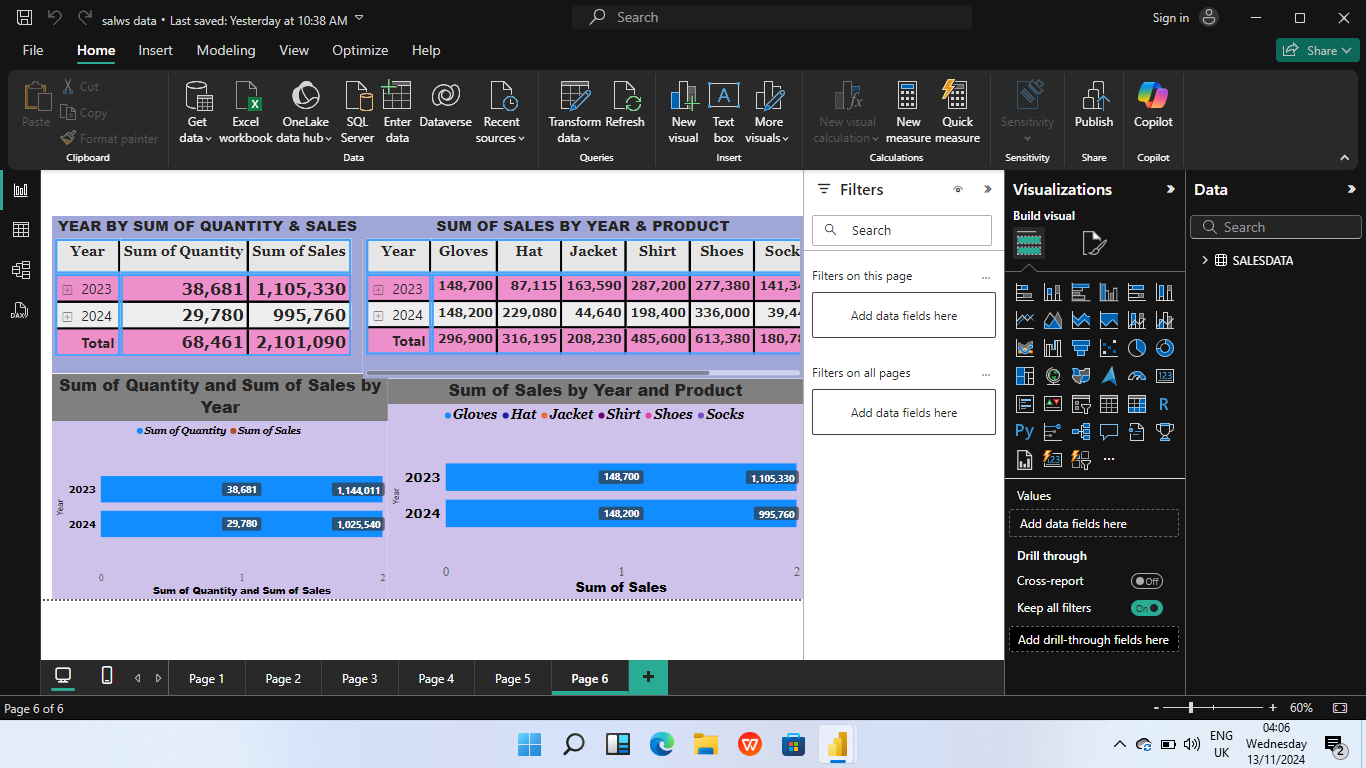 salws data • Last saved: Yesterday at 10:38 AM
Search
Sign in
File Home Insert Modeling View Optimize Help
Share
Paste
Cut
Copy
Format painter
Clipboard
Get data
Excel workbook
OneLake data hub
SQL Server
Enter data
Dataverse
Recent sources
Data
Transform data
Refresh
Queries
New visual
Text box
More visuals
Insert
New visual calculation
New measure
Quick measure
Calculations
Sensitivity
Sensitivity
Publish
Share
Copilot
Copilot
YEAR BY SUM OF QUANTITY & SALES
Year Sum of Quantity Sum of Sales
2023 38,681 1,105,330
2024 29,780 995,760
Total 68,461 2,101,090
SUM OF SALES BY YEAR & PRODUCT
Year Gloves Hat Jacket Shirt Shoes Sock
2023 148,700 87,115 163,590 287,200 277,380 141,34
2024 148,200 229,080 44,640 198,400 336,000 39,44
Total 296,900 316,195 208,230 485,600 613,380 180,78
Sum of Quantity and Sum of Sales by
Year
Sum of Quantity Sum of Sales
Year
2023 38,681 1,144,011
2024 29,780 1,025,540
0 1 2
Sum of Quantity and Sum of Sales
Sum of Sales by Year and Product
Gloves Hat Jacket Shirt Shoes Socks
Year
2023 148,700 1,105,330
2024 148,200 995,760
0 1 2
Sum of Sales
Filters
Search
Filters on this page
...
Add data fields here
Filters on all pages
...
Add data fields here
Visualizations
Build visual
123
R
Py
123
...
Values
Add data fields here
Drill through
Cross-report Off
Keep all filters On
Add drill-through fields here
Data
Search
SALESDATA
DAX
Page 1 Page 2 Page 3 Page 4 Page 5 Page 6 +
Page 6 of 6
- + 60%
ENG
UK
04:06
Wednesday
13/11/2024
2